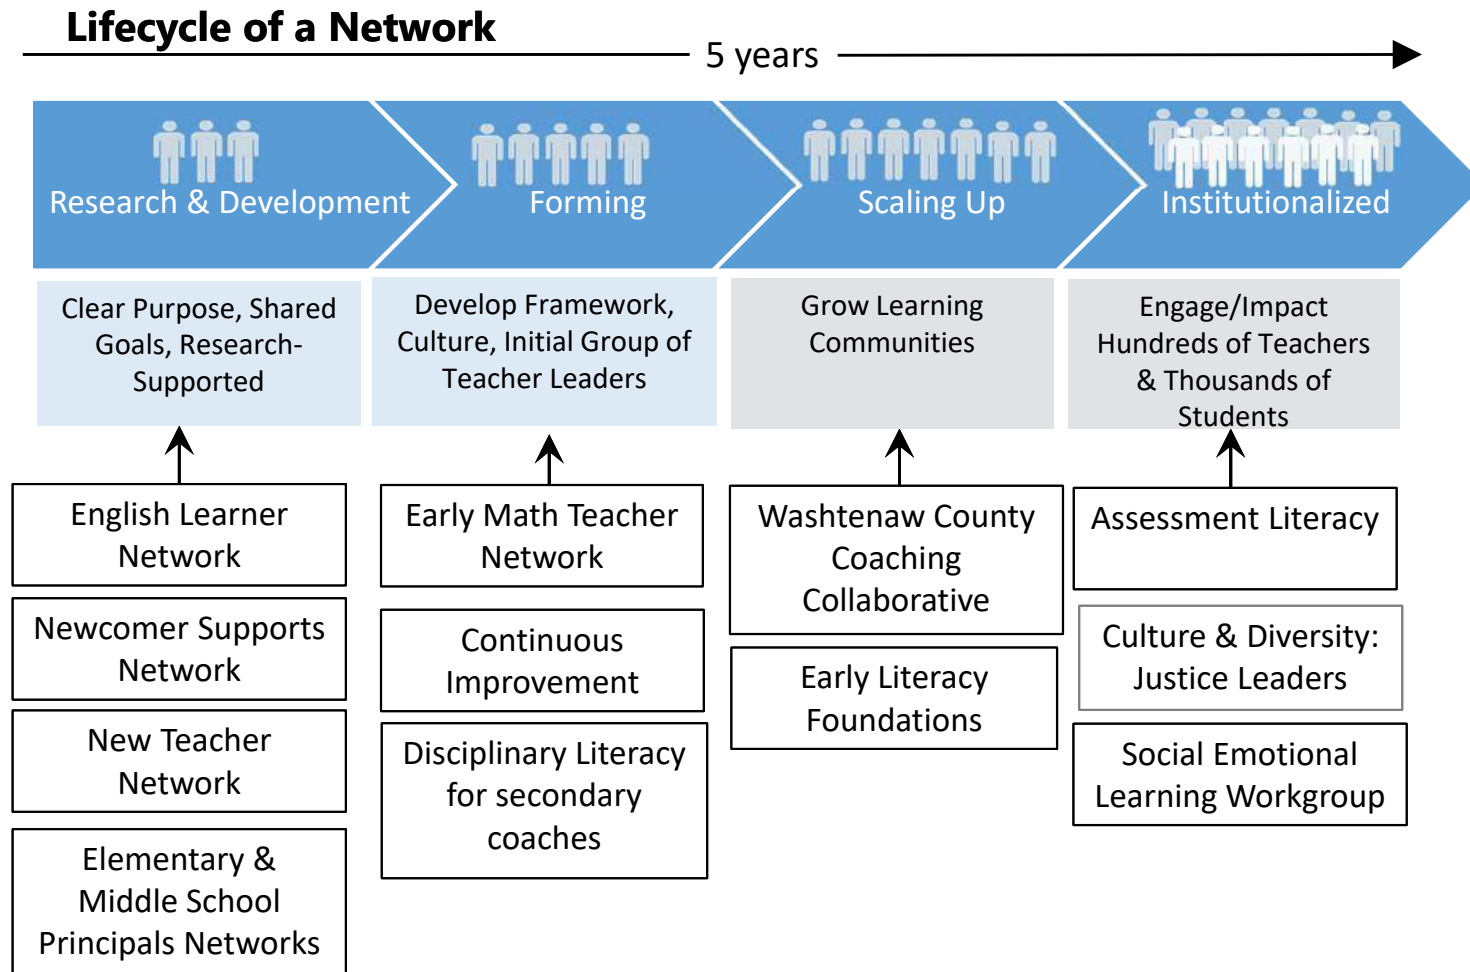 Lifecycle of a Network
5 years
Research & Development
Forming
Scaling Up
Institutionalized
Clear Purpose, Shared
Goals, Research-
Supported
Develop Framework,
Culture, Initial Group of
Teacher Leaders
Grow Learning
Communities
Engage/Impact
Hundreds of Teachers
& Thousands of
Students
English Learner
Network
Newcomer Supports
Network
New Teacher
Network
Elementary &
Middle School
Principals Networks
Early Math Teacher
Network
Continuous
Improvement
Disciplinary Literacy
for secondary
coaches
Washtenaw County
Coaching
Collaborative
Early Literacy
Foundations
Assessment Literacy
Culture & Diversity:
Justice Leaders
Social Emotional
Learning Workgroup